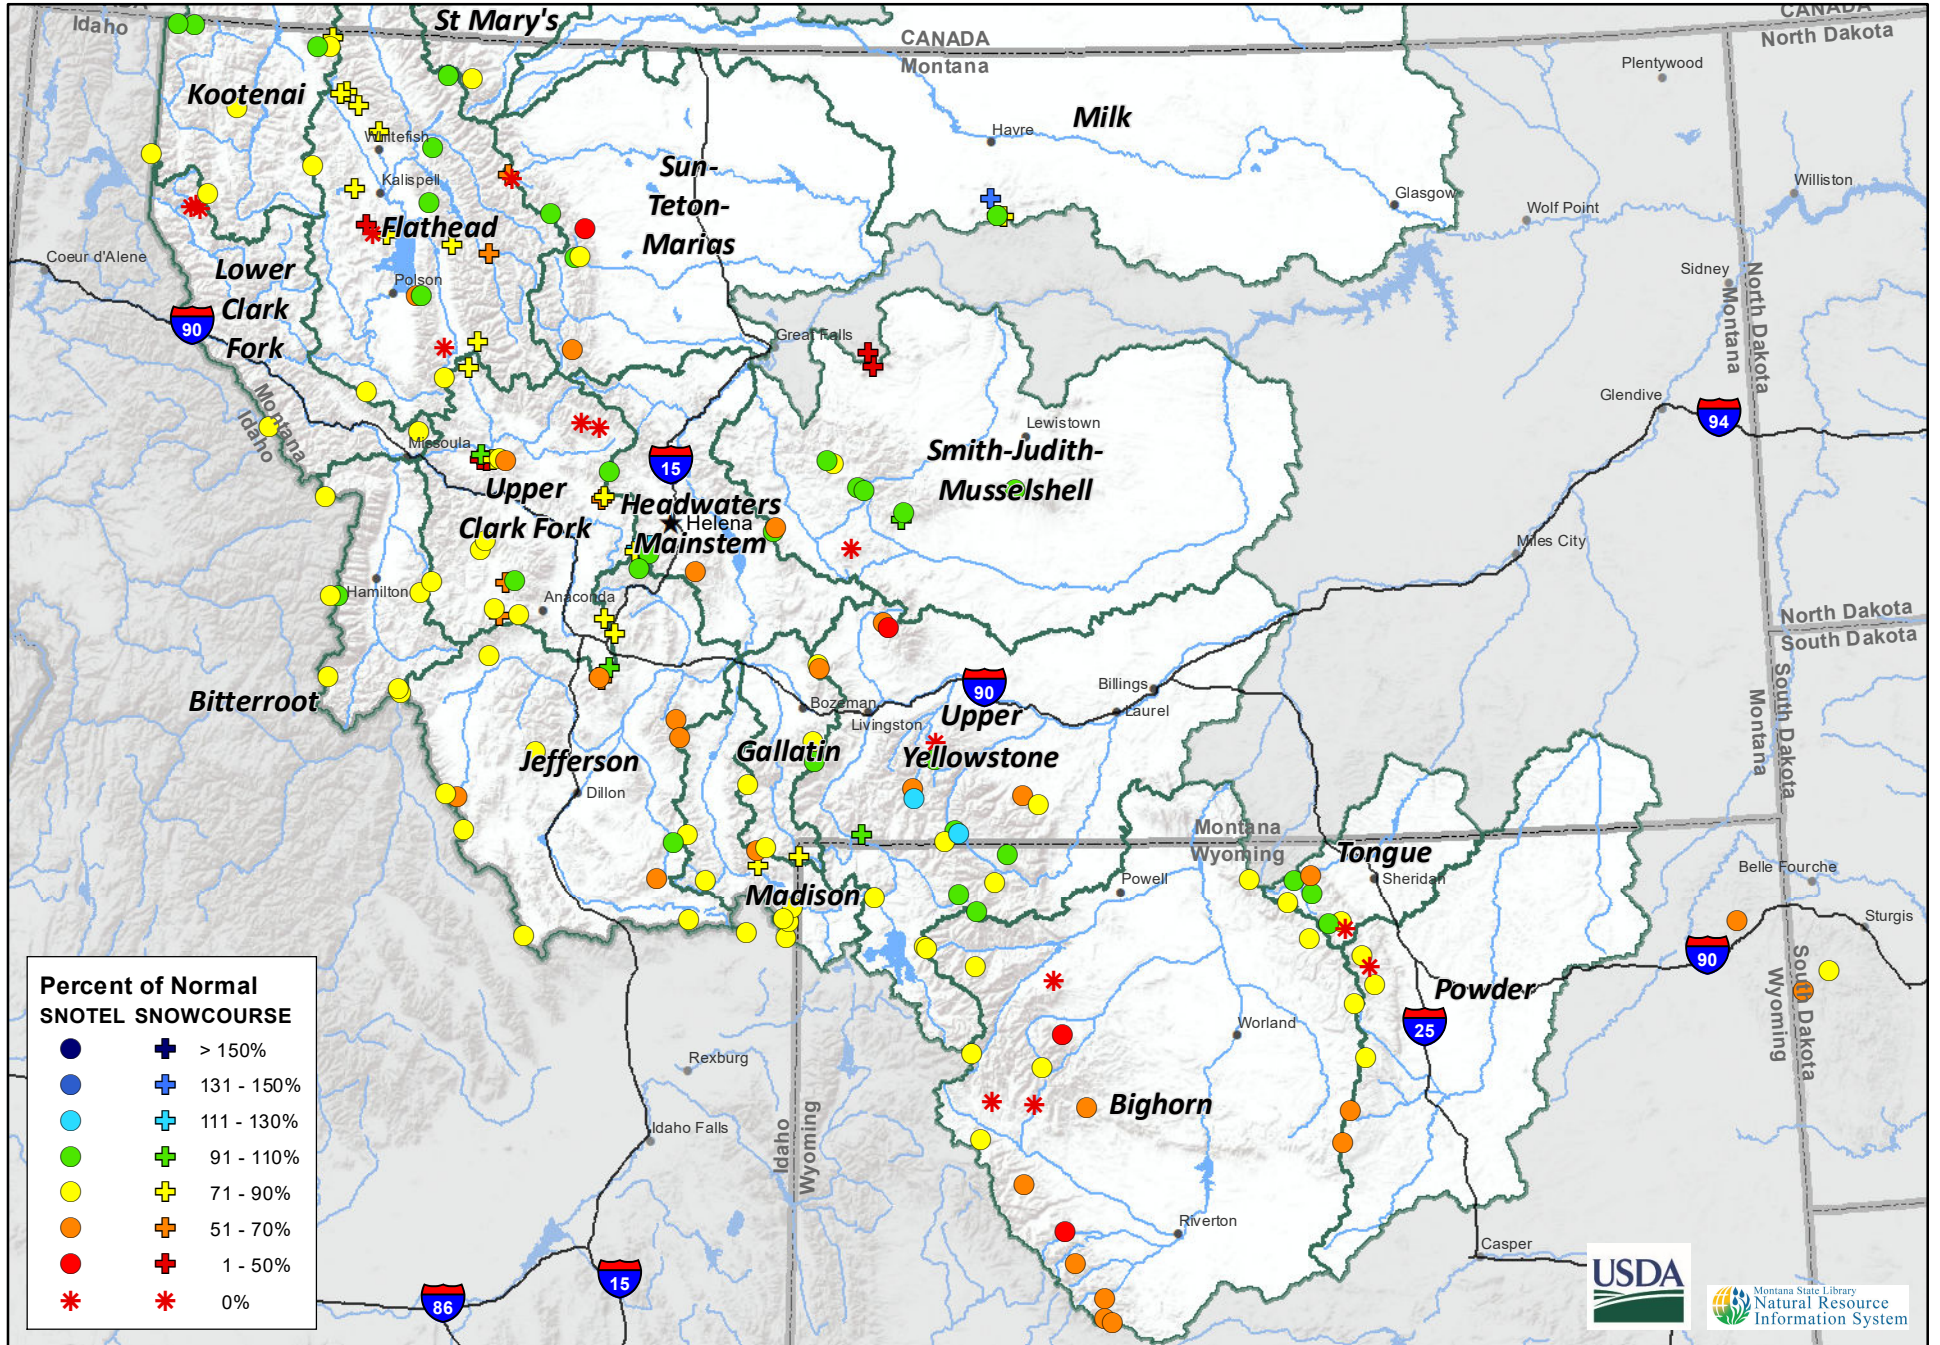 St Mary's
Idaho
CANADA
Montana
CANADA
North Dakota
Plentywood
Kootenai
Milk
Havre
Whitefish
Sun-
Teton-
Marias
Kalispell
Glasgow
Wolf Point
Williston
Flathead
Coeur d'Alene
Lower
Clark
Fork
Polson
Sidney
Montana
North Dakota
90
Great Falls
Montana
Idaho
Glendive
94
Lewistown
Missoula
15
Smith-Judith-
Musselshell
Upper
Clark Fork
Headwaters
Mainstem
Helena
Miles City
Hamilton
Anaconda
North Dakota
South Dakota
Bitterroot
Billings
Laurel
90
Bozeman
Livingston
Upper
Yellowstone
Montana
South Dakota
Jefferson
Gallatin
Dillon
Montana
Wyoming
Tongue
Sheridan
Belle Fourche
Powell
Madison
Sturgis
90
Powder
South Dakota
Wyoming
25
Worland
Rexburg
Bighorn
Idaho Falls
Idaho
Wyoming
Riverton
Casper
15
86
Percent of Normal
SNOTEL SNOWCOURSE
> 150%
131 - 150%
111 - 130%
91 - 110%
71 - 90%
51 - 70%
1 - 50%
0%
USDA
Montana State Library
Natural Resource
Information System